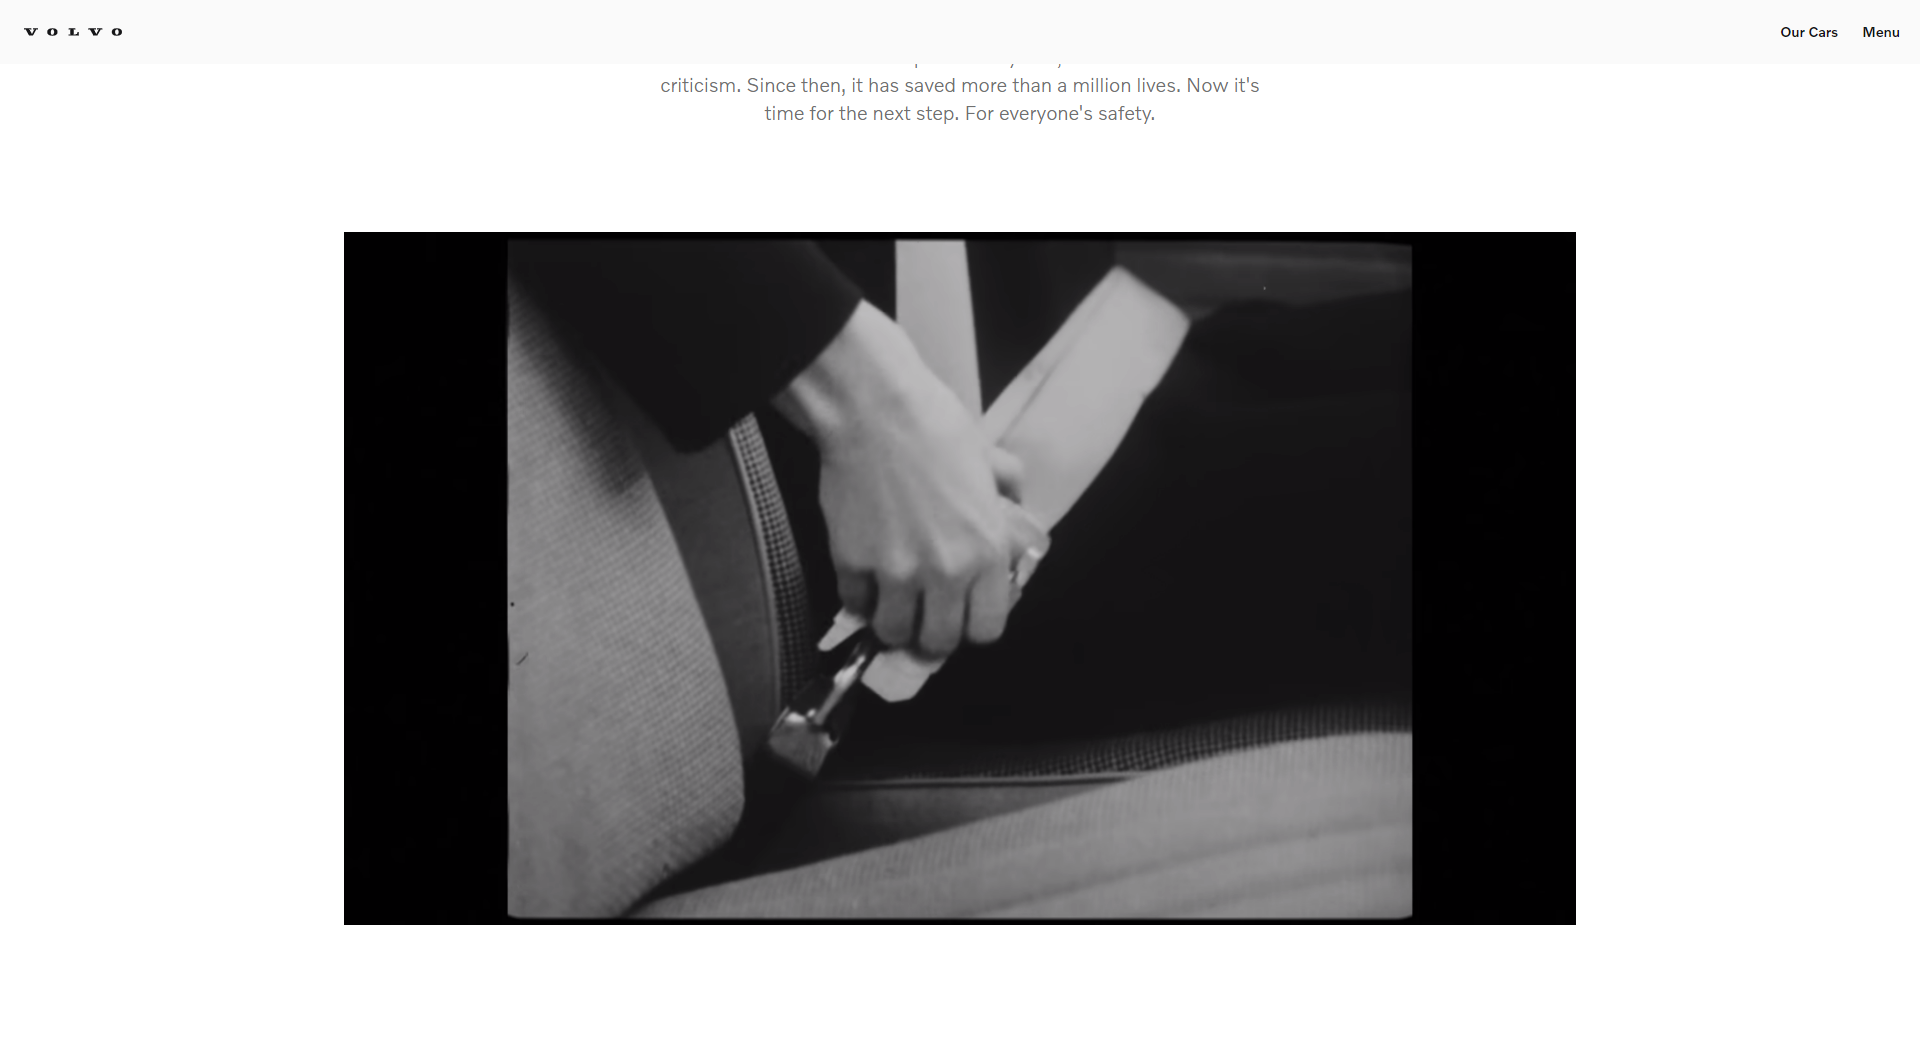 VOLVO
Our Cars
Menu
criticism. Since then, it has saved more than a million lives. Now it's
time for the next step. For everyone's safety.